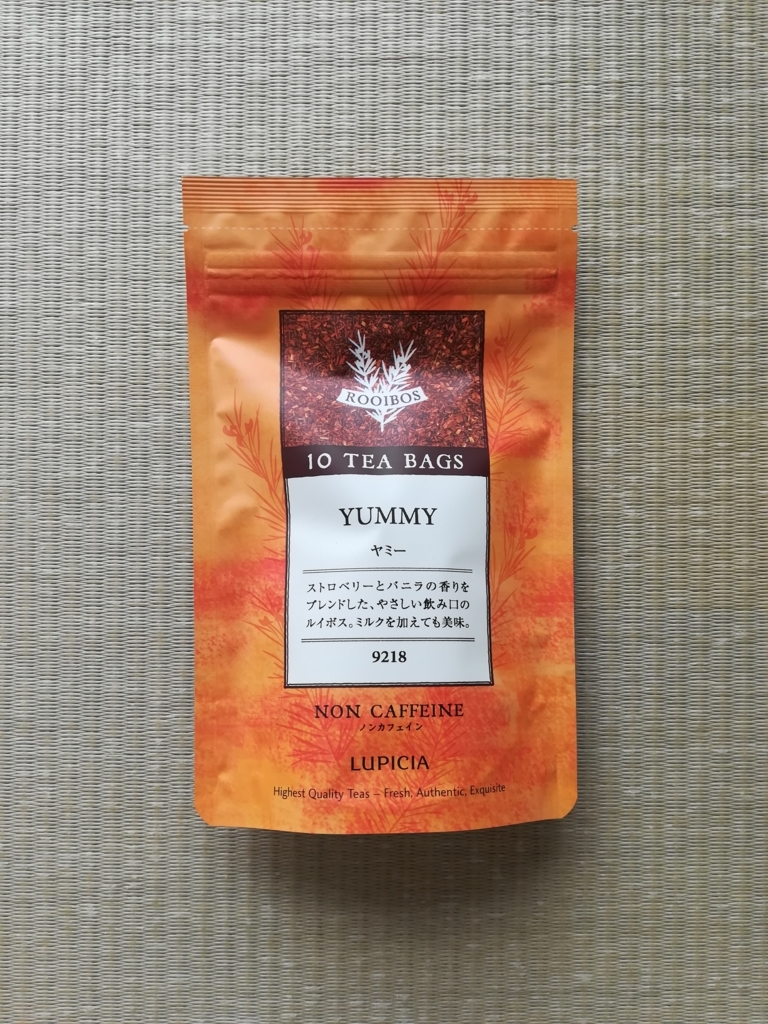 ROOIBOS
10 TEA BAGS
YUMMY
ヤミー
ストロベリーとバニラの香りを
ブレンドした、やさしい飲み口の
ルイボス。ミルクを加えても美味。
9218
NON CAFFEINE
ノンカフェイン
LUPICIA
Highest Quality Teas – Fresh, Authentic, Exquisite